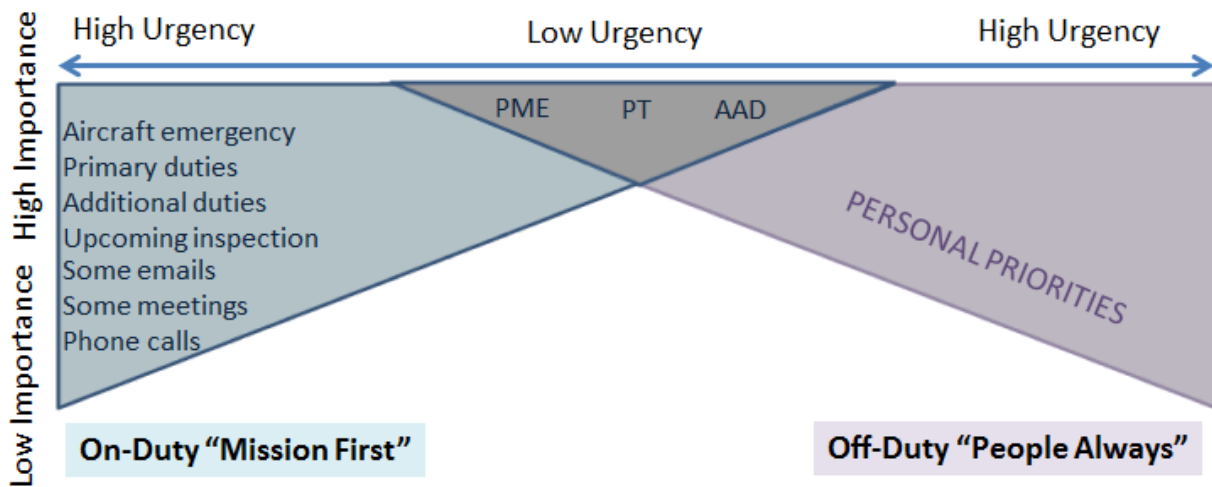 High Urgency Low Urgency High Urgency
High Importance
Low Importance
PME PT AAD
Aircraft emergency
Primary duties
Additional duties
Upcoming inspection
Some emails
Some meetings
Phone calls
PERSONAL PRIORITIES
On-Duty “Mission First”
Off-Duty “People Always”